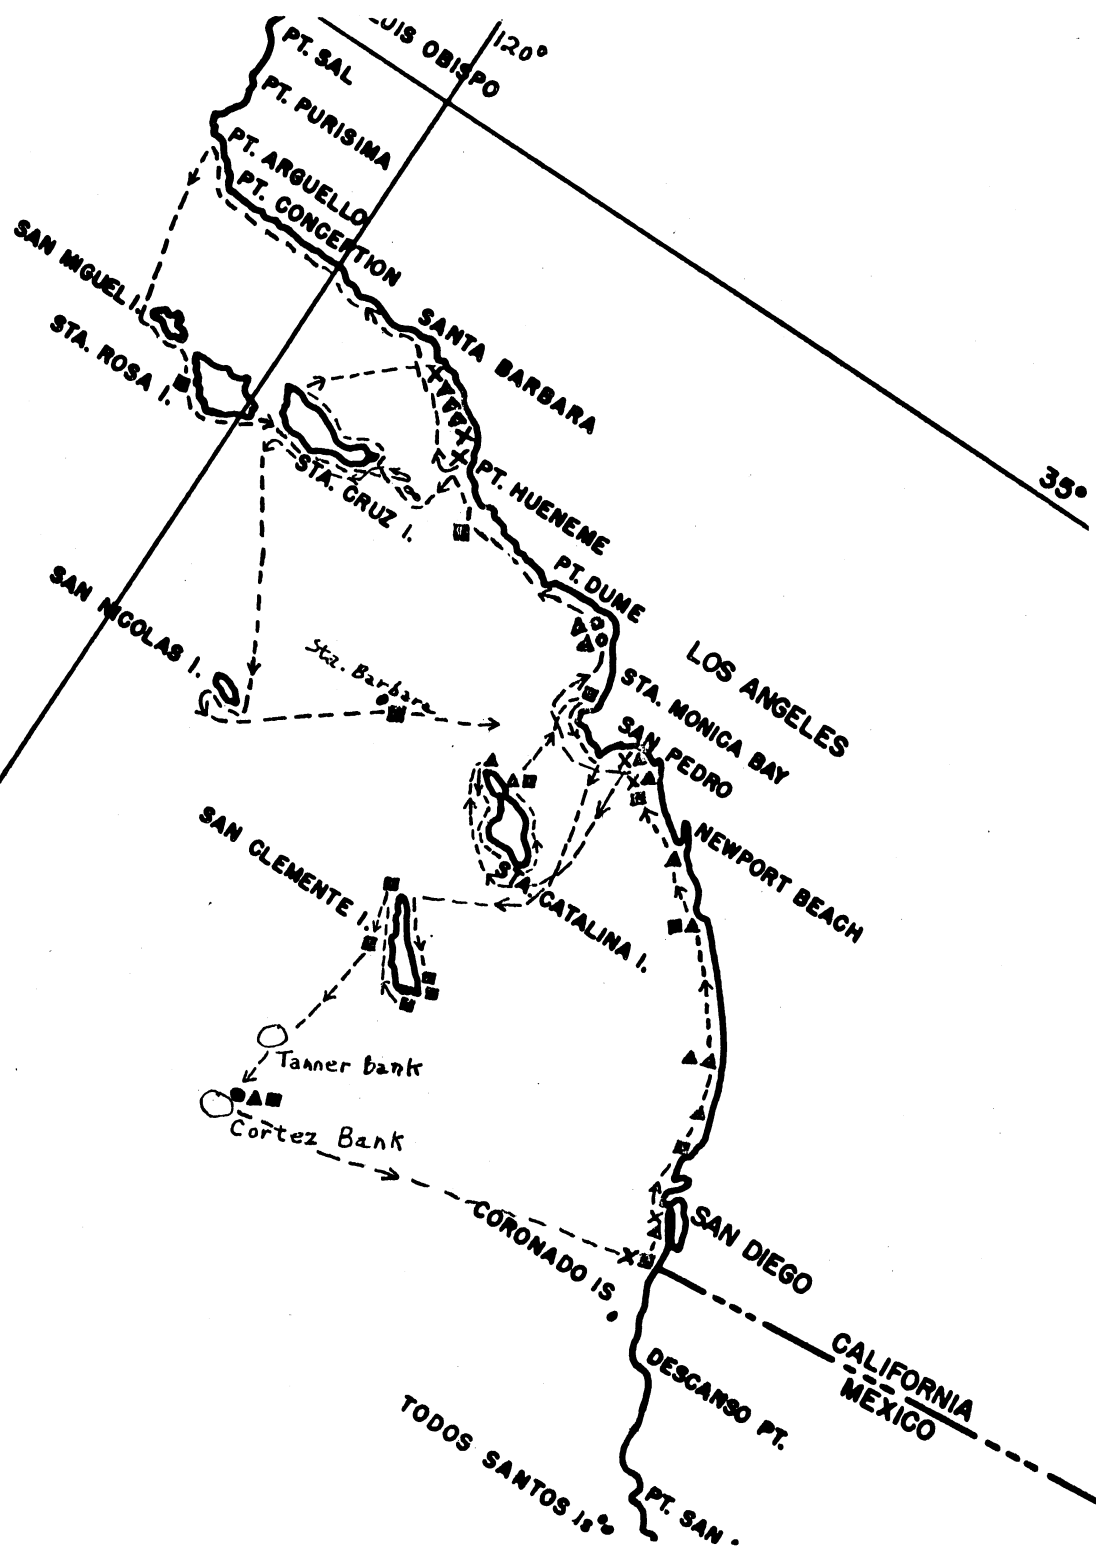 LUIS OBISPO
120°
PT. SAL
PT. PURISIMA
PT. ARGUELLO
PT. CONCEPTION
SAN MIGUEL I.
STA. ROSA I.
SANTA BARBARA
STA. CRUZ I.
PT. HUENEME
35°
PT. DUME
SAN NICOLAS I.
Sta. Barbara
LOS ANGELES
STA. MONICA BAY
SAN PEDRO
NEWPORT BEACH
SAN CLEMENTE I.
STA. CATALINA I.
Tanner bank
Cortez Bank
CORONADO IS
SAN DIEGO
CALIFORNIA
MEXICO
DESCANSO PT.
TODOS SANTOS Is
PT. SAN